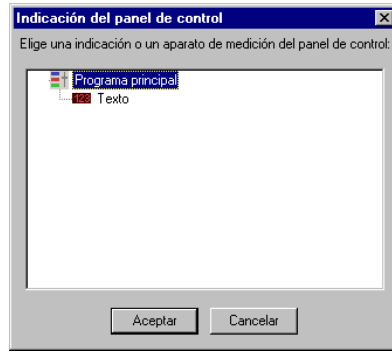 Indicación del panel de control
Elige una indicación o un aparato de medición del panel de control:
Programa principal
123 Texto
Aceptar Cancelar